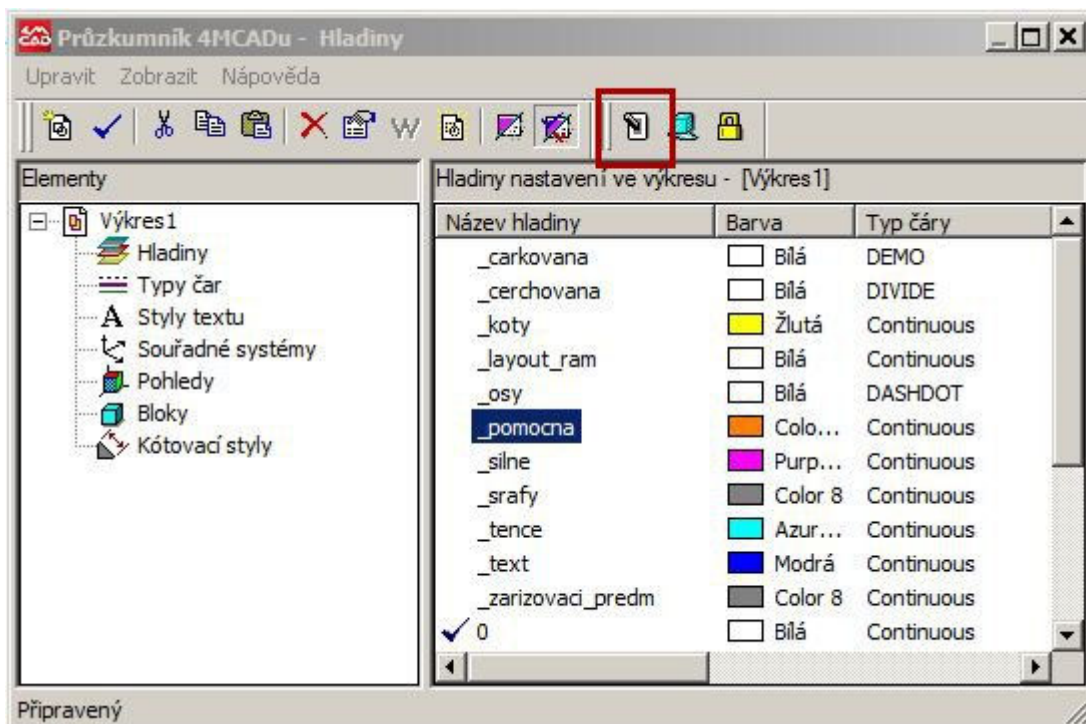 4M
CAD Průzkumník 4MCADu - Hladiny
Upravit Zobrazit Nápověda
W
Elementy
Výkres1
Hladiny
Typy čar
A Styly textu
Souřadné systémy
Pohledy
Bloky
Kótovací styly
Hladiny nastavení ve výkresu - [Výkres1]
Název hladiny Barva Typ čáry
_carkovana Bílá DEMO
_cerchovana Bílá DIVIDE
_koty Žlutá Continuous
_layout_ram Bílá Continuous
_osy Bílá DASHDOT
_pomocna Colo... Continuous
_silne Purp... Continuous
_srafy Color 8 Continuous
_tence Azur... Continuous
_text Modrá Continuous
_zarizovaci_predm Color 8 Continuous
0 Bílá Continuous
Připravený